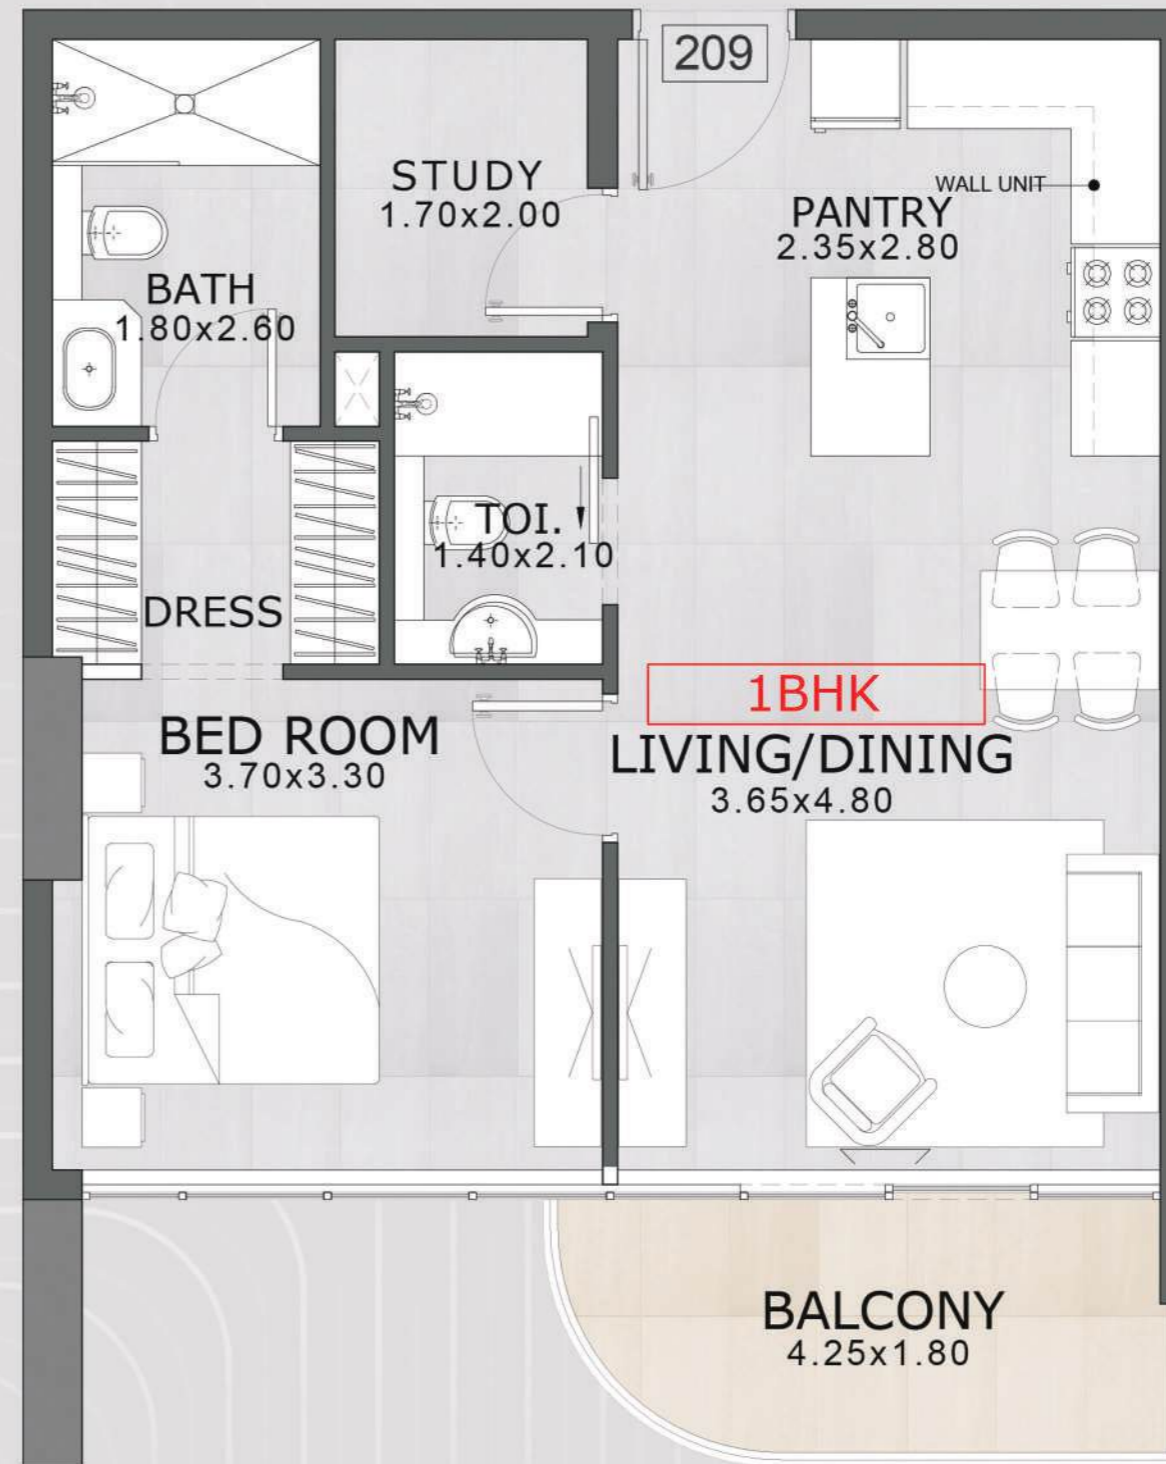 209
STUDY
1.70x2.00
WALL UNIT
PANTRY
2.35x2.80
BATH
1.80x2.60
TOI.
1.40x2.10
DRESS
1BHK
BED ROOM
3.70x3.30
LIVING/DINING
3.65x4.80
BALCONY
4.25x1.80